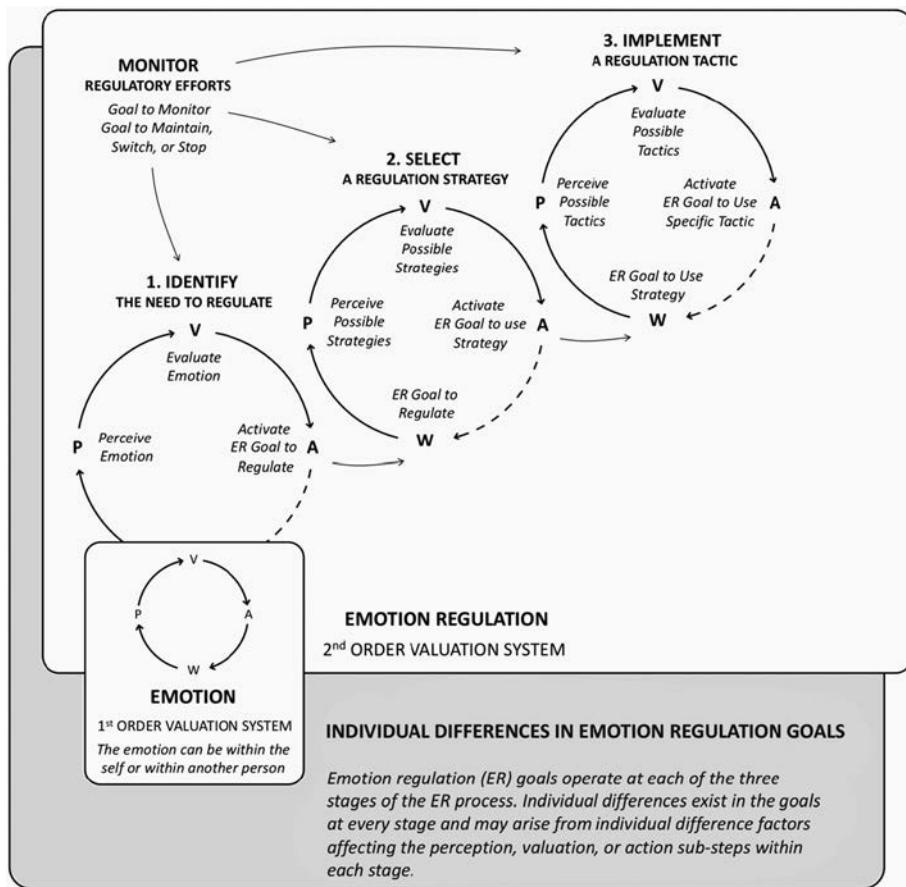 MONITOR
REGULATORY EFFORTS
Goal to Monitor
Goal to Maintain,
Switch, or Stop
3. IMPLEMENT
A REGULATION TACTIC
V
Evaluate
Possible
Tactics
P
Perceive
Possible
Tactics
Activate
ER Goal to Use
Specific Tactic
A
ER Goal to Use
Strategy
W
2. SELECT
A REGULATION STRATEGY
V
Evaluate
Possible
Strategies
P
Perceive
Possible
Strategies
Activate
ER Goal to use
Strategy
A
ER Goal to
Regulate
W
1. IDENTIFY
THE NEED TO REGULATE
V
Evaluate
Emotion
P
Perceive
Emotion
Activate
ER Goal to
Regulate
A
V
P
A
W
EMOTION
1st ORDER VALUATION SYSTEM
The emotion can be within the
self or within another person
EMOTION REGULATION
2nd ORDER VALUATION SYSTEM
INDIVIDUAL DIFFERENCES IN EMOTION REGULATION GOALS
Emotion regulation (ER) goals operate at each of the three
stages of the ER process. Individual differences exist in the goals
at every stage and may arise from individual difference factors
affecting the perception, valuation, or action sub-steps within
each stage.